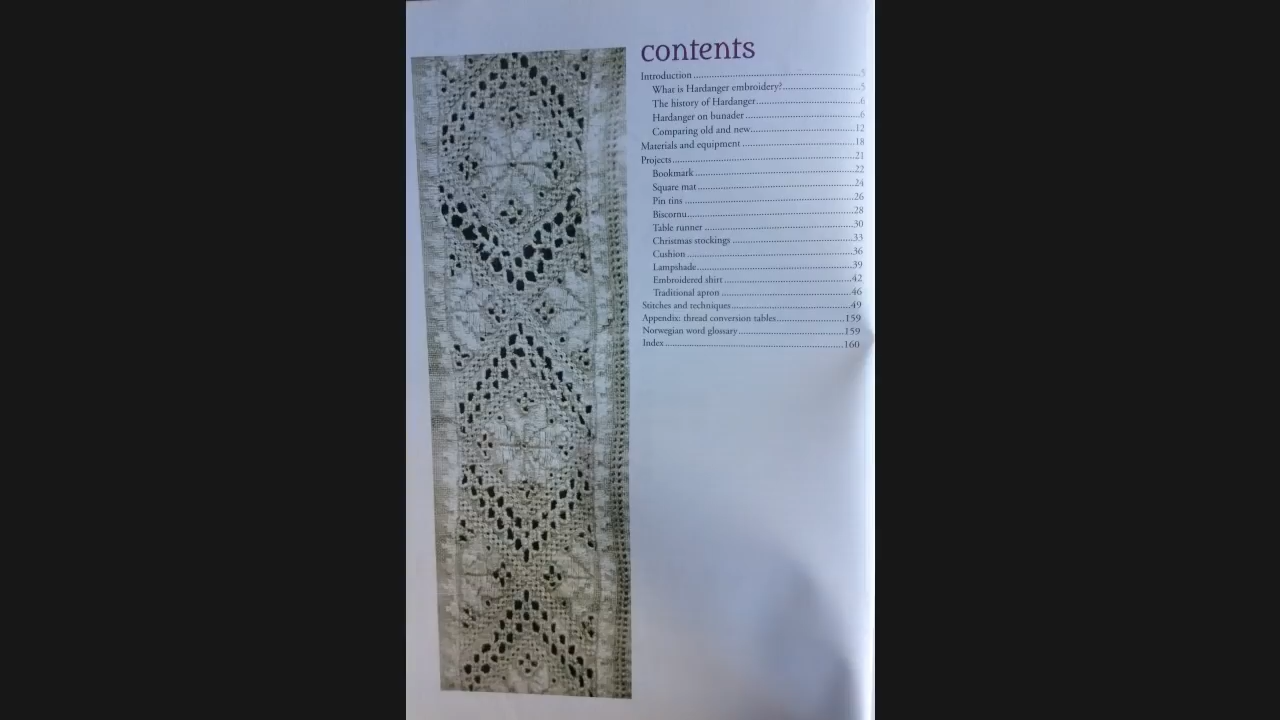 contents
Introduction ..........5
What is Hardanger embroidery? ..........5
The history of Hardanger ..........6
Hardanger on bunader ..........6
Comparing old and new ..........12
Materials and equipment ..........18
Projects ..........21
Bookmark ..........22
Square mat ..........24
Pin tins ..........26
Biscornu ..........28
Table runner ..........30
Christmas stockings ..........33
Cushion ..........36
Lampshade ..........39
Embroidered shirt ..........42
Traditional apron ..........46
Stitches and techniques ..........49
Appendix: thread conversion tables ..........159
Norwegian word glossary ..........159
Index ..........160